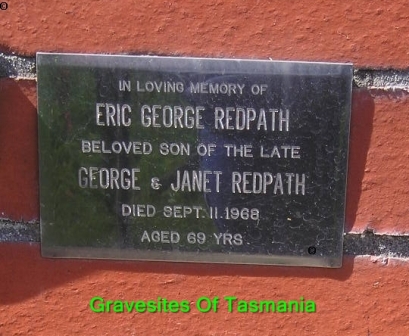 IN LOVING MEMORY OF
ERIC GEORGE REDPATH
BELOVED SON OF THE LATE
GEORGE & JANET REDPATH
DIED SEPT. 11. 1968
AGED 69 YRS
Gravesites Of Tasmania